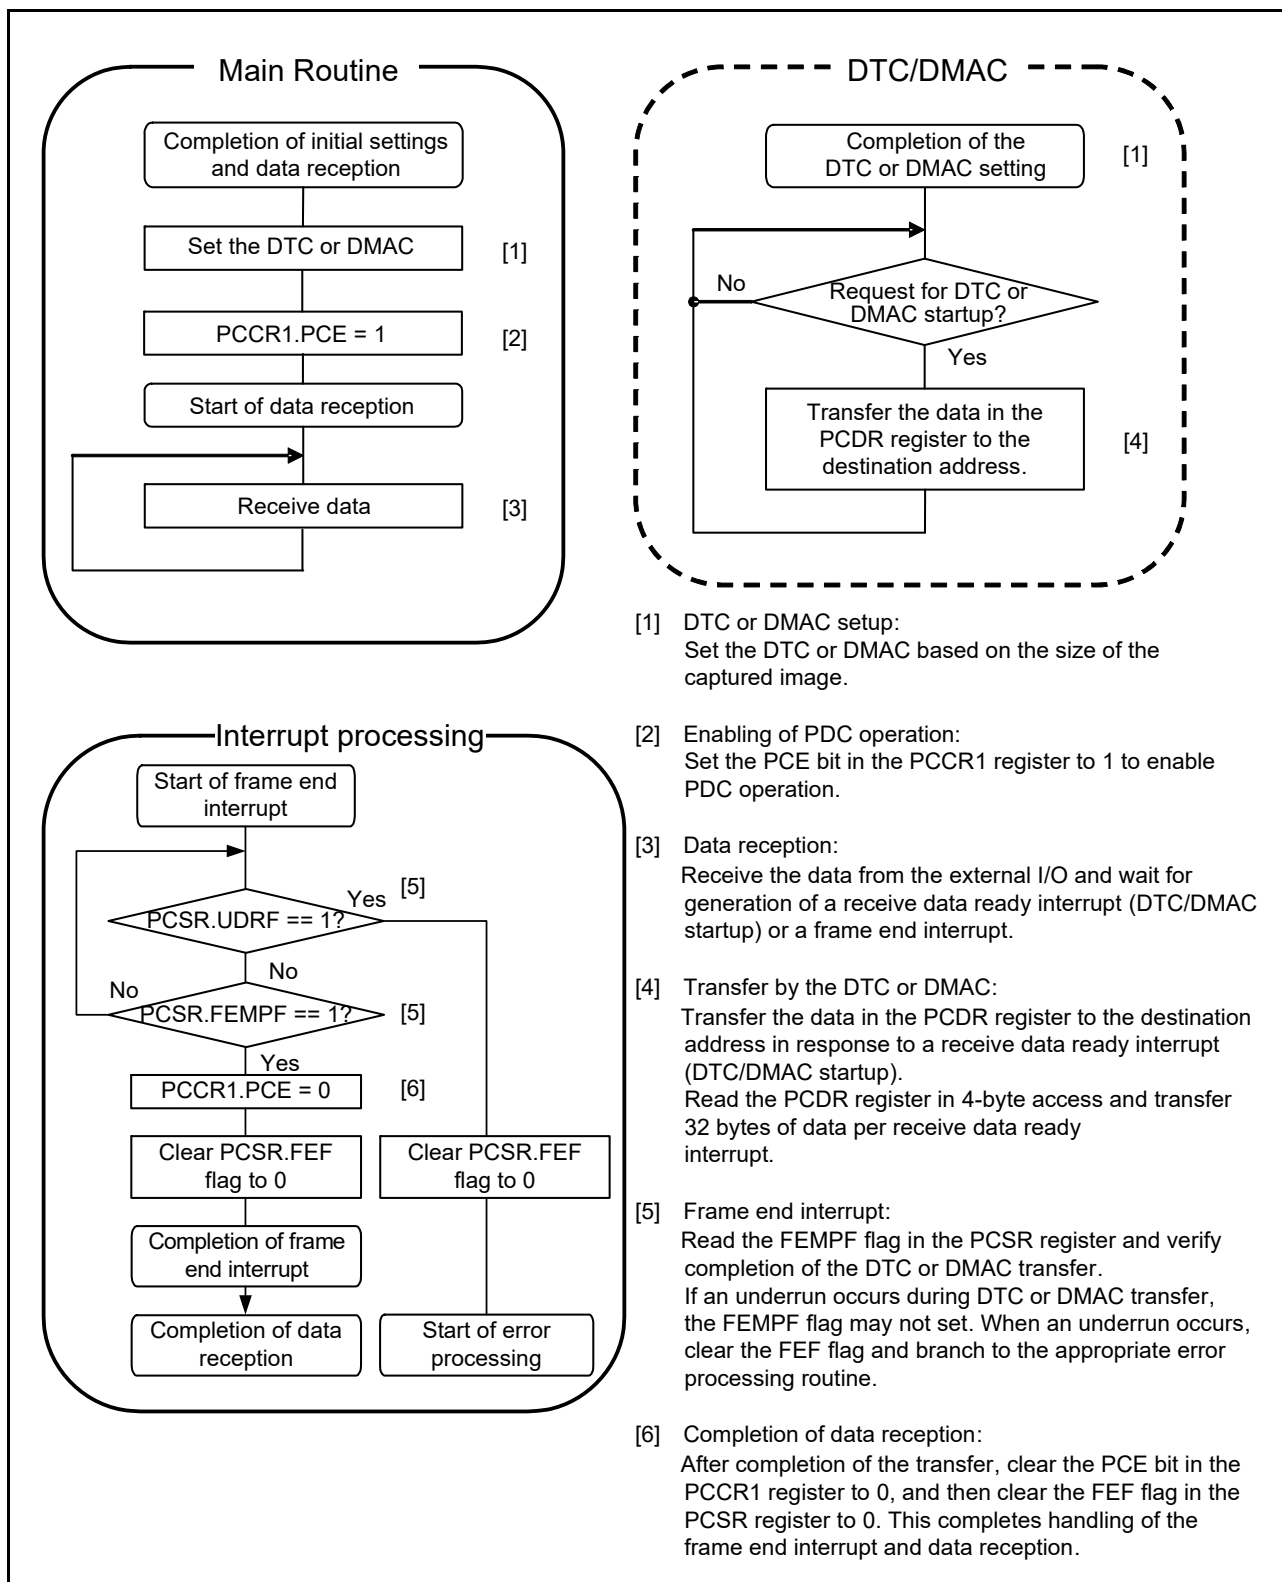 Main Routine
Completion of initial settings
and data reception
Set the DTC or DMAC
[1]
PCCR1.PCE = 1
[2]
Start of data reception
Receive data
[3]
DTC/DMAC
Completion of the
DTC or DMAC setting
[1]
No
Request for DTC or
DMAC startup?
Yes
Transfer the data in the
PCDR register to the
destination address.
[4]
Interrupt processing
Start of frame end
interrupt
Yes
[5]
PCSR.UDRF == 1?
No
No
PCSR.FEMPF == 1?
[5]
Yes
PCCR1.PCE = 0
[6]
Clear PCSR.FEF
flag to 0
Clear PCSR.FEF
flag to 0
Completion of frame
end interrupt
Completion of data
reception
Start of error
processing
[1] DTC or DMAC setup:
Set the DTC or DMAC based on the size of the
captured image.
[2] Enabling of PDC operation:
Set the PCE bit in the PCCR1 register to 1 to enable
PDC operation.
[3] Data reception:
Receive the data from the external I/O and wait for
generation of a receive data ready interrupt (DTC/DMAC
startup) or a frame end interrupt.
[4] Transfer by the DTC or DMAC:
Transfer the data in the PCDR register to the destination
address in response to a receive data ready interrupt
(DTC/DMAC startup).
Read the PCDR register in 4-byte access and transfer
32 bytes of data per receive data ready
interrupt.
[5] Frame end interrupt:
Read the FEMPF flag in the PCSR register and verify
completion of the DTC or DMAC transfer.
If an underrun occurs during DTC or DMAC transfer,
the FEMPF flag may not set. When an underrun occurs,
clear the FEF flag and branch to the appropriate error
processing routine.
[6] Completion of data reception:
After completion of the transfer, clear the PCE bit in the
PCCR1 register to 0, and then clear the FEF flag in the
PCSR register to 0. This completes handling of the
frame end interrupt and data reception.